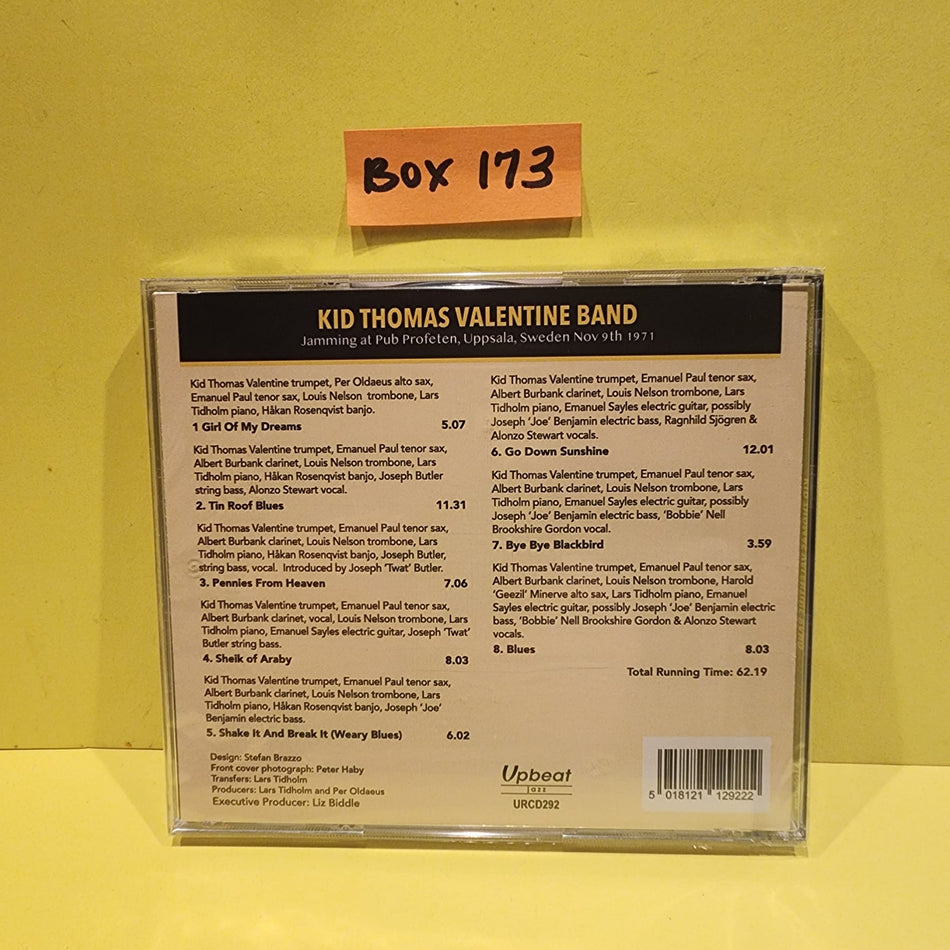 BOX 173
KID THOMAS VALENTINE BAND
Jamming at Pub Profeten, Uppsala, Sweden Nov 9th 1971
Kid Thomas Valentine trumpet, Per Oldaeus alto sax,
Emanuel Paul tenor sax, Louis Nelson trombone, Lars
Tidholm piano, Håkan Rosenqvist banjo.
1 Girl Of My Dreams 5.07
Kid Thomas Valentine trumpet, Emanuel Paul tenor sax,
Albert Burbank clarinet, Louis Nelson trombone, Lars
Tidholm piano, Håkan Rosenqvist banjo, Joseph Butler
string bass, Alonzo Stewart vocal.
2. Tin Roof Blues 11.31
Kid Thomas Valentine trumpet, Emanuel Paul tenor sax,
Albert Burbank clarinet, Louis Nelson trombone, Lars
Tidholm piano, Håkan Rosenqvist banjo, Joseph Butler,
string bass, vocal. Introduced by Joseph 'Twat' Butler.
3. Pennies From Heaven 7.06
Kid Thomas Valentine trumpet, Emanuel Paul tenor sax,
Albert Burbank clarinet, vocal, Louis Nelson trombone, Lars
Tidholm piano, Emanuel Sayles electric guitar, Joseph 'Twat'
Butler string bass.
4. Sheik of Araby 8.03
Kid Thomas Valentine trumpet, Emanuel Paul tenor sax,
Albert Burbank clarinet, Louis Nelson trombone, Lars
Tidholm piano, Håkan Rosenqvist banjo, Joseph 'Joe'
Benjamin electric bass.
5. Shake It And Break It (Weary Blues) 6.02
Design: Stefan Brazzo
Front cover photograph: Peter Haby
Transfers: Lars Tidholm
Producers: Lars Tidholm and Per Oldaeus
Executive Producer: Liz Biddle
Kid Thomas Valentine trumpet, Emanuel Paul tenor sax,
Albert Burbank clarinet, Louis Nelson trombone, Lars
Tidholm piano, Emanuel Sayles electric guitar, possibly
Joseph 'Joe' Benjamin electric bass, Ragnhild Sjögren &
Alonzo Stewart vocals.
6. Go Down Sunshine 12.01
Kid Thomas Valentine trumpet, Emanuel Paul tenor sax,
Albert Burbank clarinet, Louis Nelson trombone, Lars
Tidholm piano, Emanuel Sayles electric guitar, possibly
Joseph 'Joe' Benjamin electric bass, 'Bobbie' Nell
Brookshire Gordon vocal.
7. Bye Bye Blackbird 3.59
Kid Thomas Valentine trumpet, Emanuel Paul tenor sax,
Albert Burbank clarinet, Louis Nelson trombone, Harold
'Geezil' Minerve alto sax, Lars Tidholm piano, Emanuel
Sayles electric guitar, possibly Joseph 'Joe' Benjamin electric
bass, 'Bobbie' Nell Brookshire Gordon & Alonzo Stewart
vocals.
8. Blues 8.03
Total Running Time: 62.19
Upbeat
jazz
URCD292
5 018121 129222